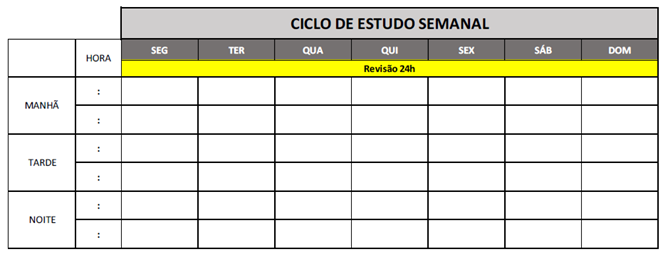 CICLO DE ESTUDO SEMANAL
HORA SEG TER QUA QUI SEX SÁB DOM
Revisão 24h
MANHÃ :
:
TARDE :
:
NOITE :
: